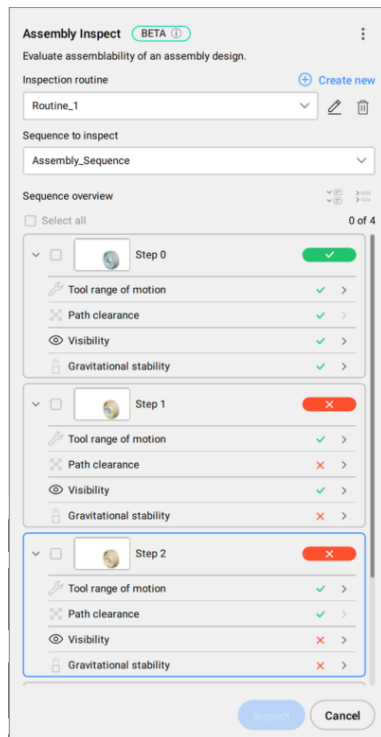 Assembly Inspect BETA
Evaluate assemblability of an assembly design.
Inspection routine Create new
Routine_1
Sequence to inspect
Assembly_Sequence
Sequence overview
Select all 0 of 4
Step 0
Tool range of motion
Path clearance
Visibility
Gravitational stability
Step 1
Tool range of motion
Path clearance
Visibility
Gravitational stability
Step 2
Tool range of motion
Path clearance
Visibility
Gravitational stability
Inspect Cancel